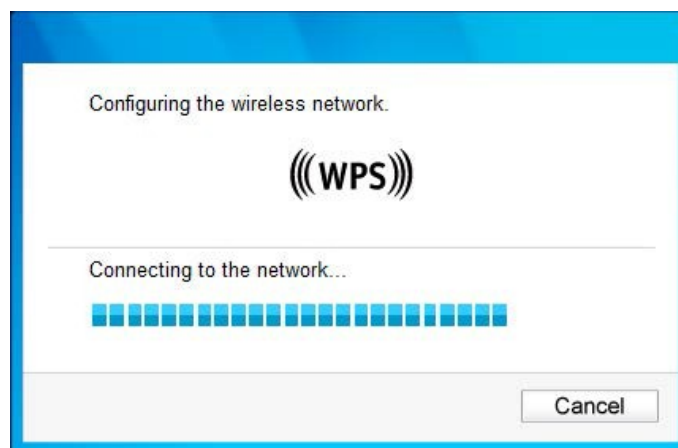 Configuring the wireless network.
WPS
Connecting to the network...
Cancel